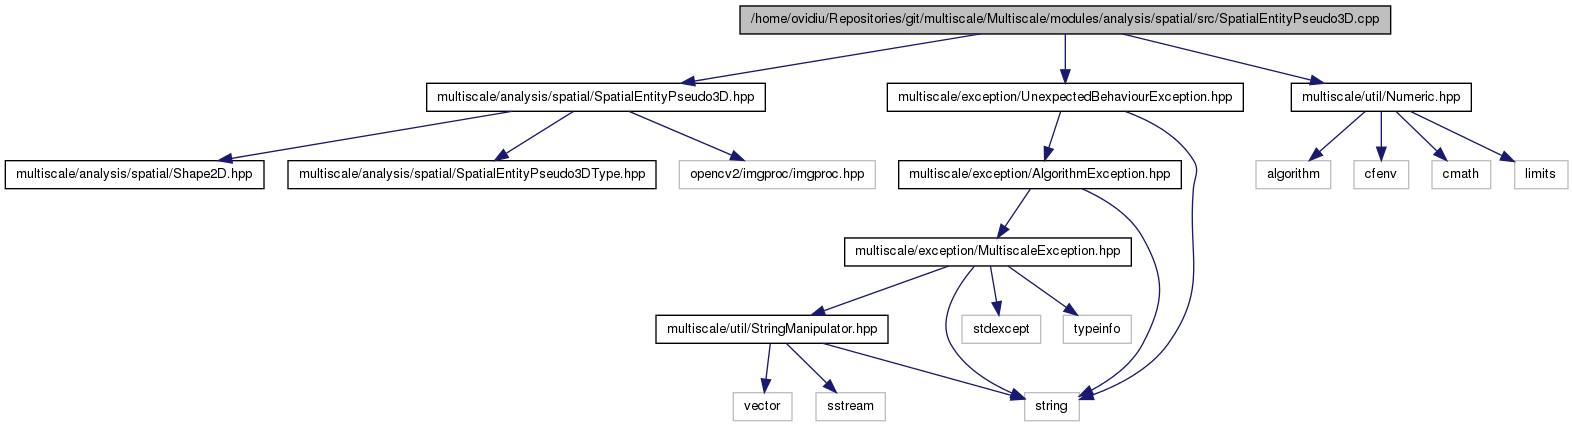 /home/ovidiu/Repositories/git/multiscale/Multiscale/modules/analysis/spatial/src/SpatialEntityPseudo3D.cpp
multiscale/analysis/spatial/SpatialEntityPseudo3D.hpp
multiscale/exception/UnexpectedBehaviourException.hpp
multiscale/util/Numeric.hpp
multiscale/analysis/spatial/Shape2D.hpp
multiscale/analysis/spatial/SpatialEntityPseudo3DType.hpp
opencv2/imgproc/imgproc.hpp
multiscale/exception/AlgorithmException.hpp
algorithm
cfenv
cmath
limits
multiscale/exception/MultiscaleException.hpp
multiscale/util/StringManipulator.hpp
stdexcept
typeinfo
vector
sstream
string